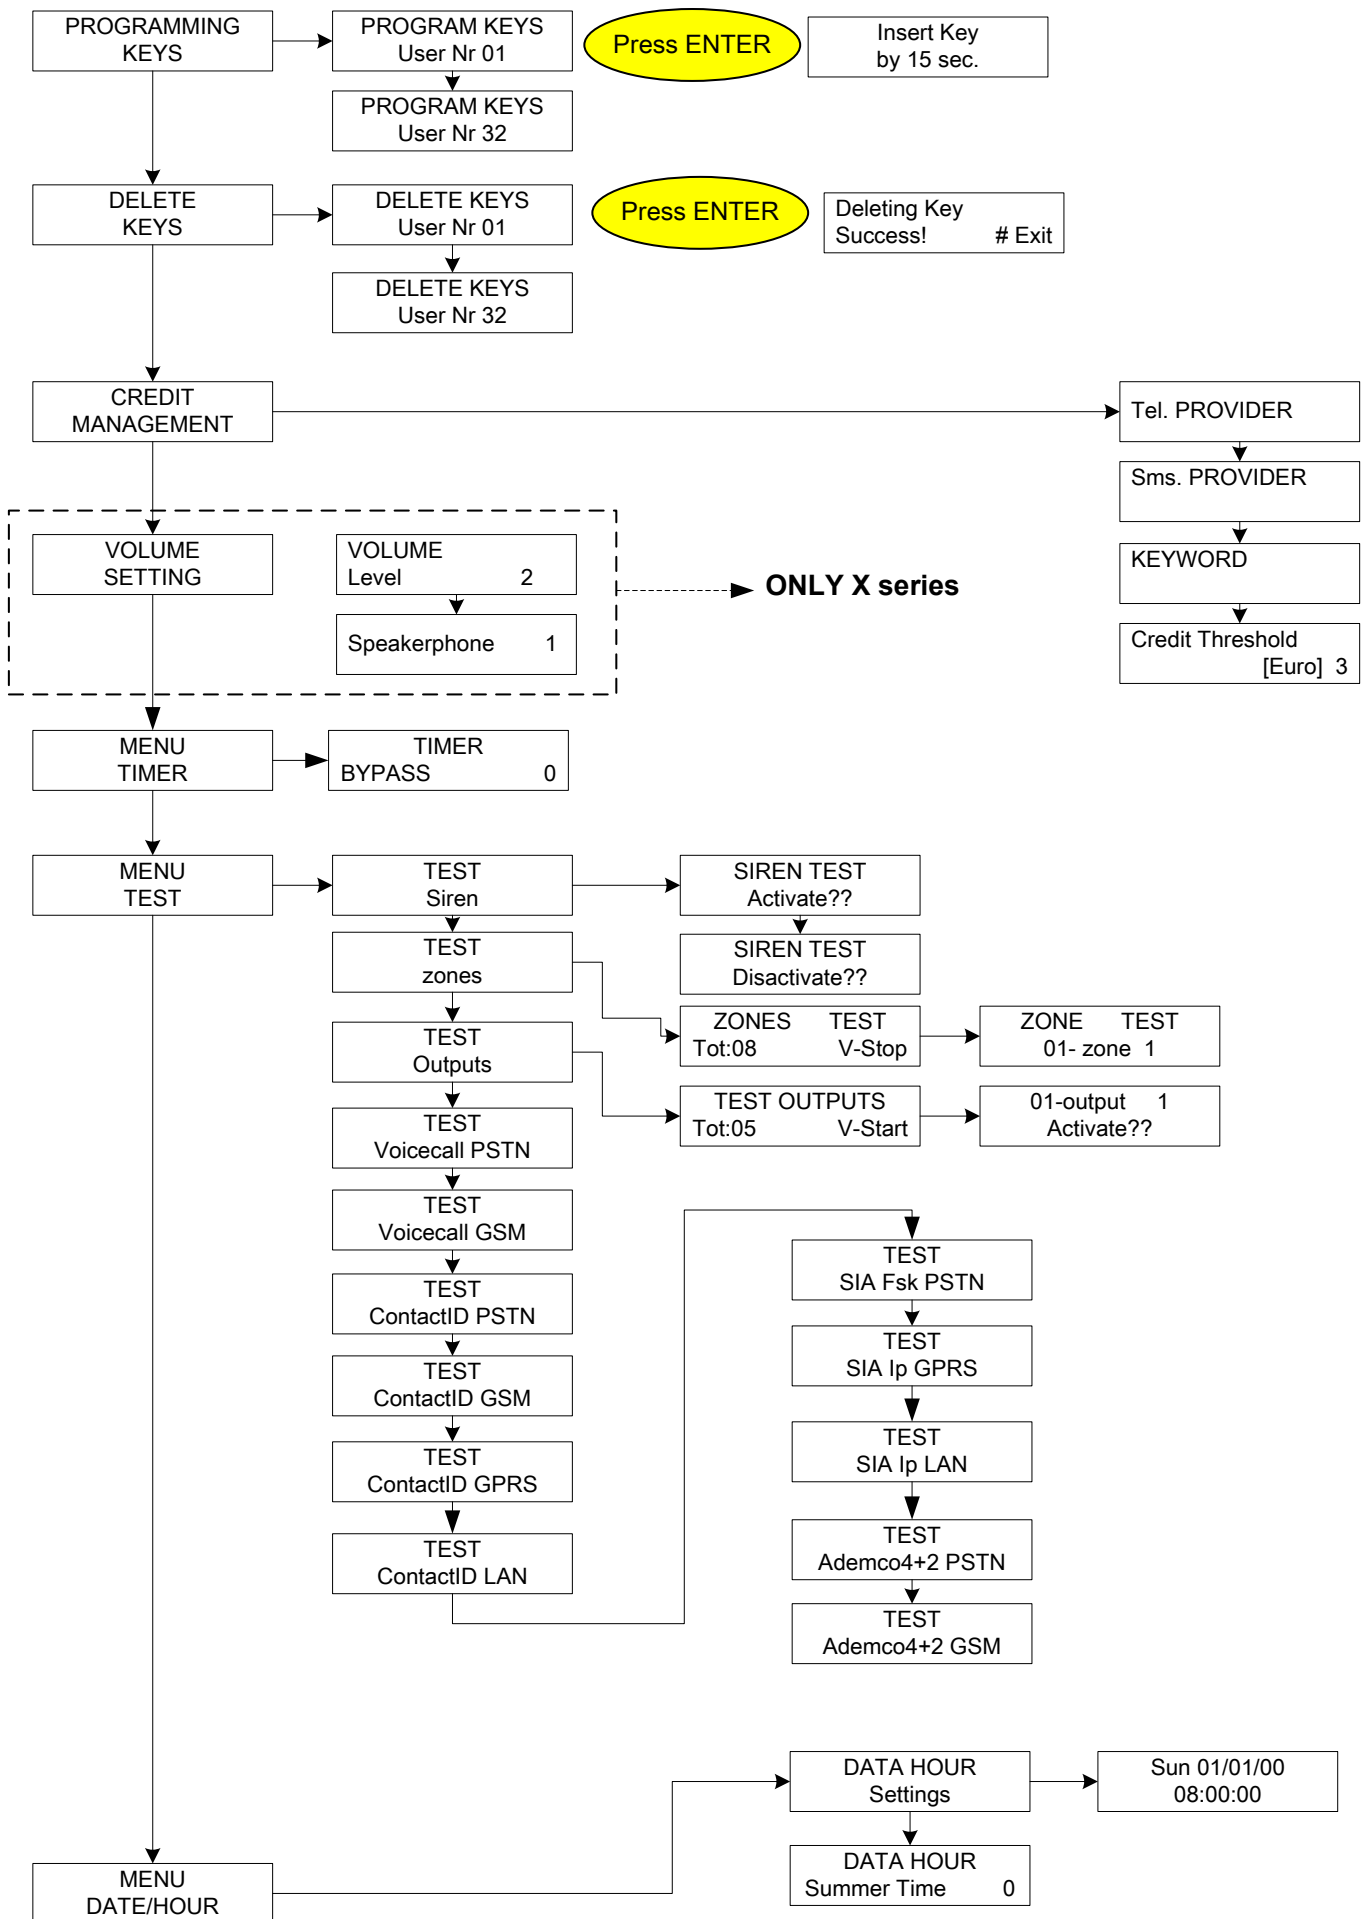 PROGRAMMING
KEYS
PROGRAM KEYS
User Nr 01
Press ENTER
Insert Key
by 15 sec.
PROGRAM KEYS
User Nr 32
DELETE
KEYS
DELETE KEYS
User Nr 01
Press ENTER
Deleting Key
Success! # Exit
DELETE KEYS
User Nr 32
CREDIT
MANAGEMENT
Tel. PROVIDER
Sms. PROVIDER
KEYWORD
Credit Threshold
[Euro] 3
VOLUME
SETTING
VOLUME
Level 2
Speakerphone 1
ONLY X series
MENU
TIMER
TIMER
BYPASS 0
MENU
TEST
TEST
Siren
SIREN TEST
Activate??
SIREN TEST
Disactivate??
TEST
zones
ZONES TEST
Tot:08 V-Stop
ZONE TEST
01- zone 1
TEST
Outputs
TEST OUTPUTS
Tot:05 V-Start
01-output 1
Activate??
TEST
Voicecall PSTN
TEST
Voicecall GSM
TEST
ContactID PSTN
TEST
ContactID GSM
TEST
ContactID GPRS
TEST
ContactID LAN
TEST
SIA Fsk PSTN
TEST
SIA Ip GPRS
TEST
SIA Ip LAN
TEST
Ademco4+2 PSTN
TEST
Ademco4+2 GSM
MENU
DATE/HOUR
DATA HOUR
Settings
Sun 01/01/00
08:00:00
DATA HOUR
Summer Time 0